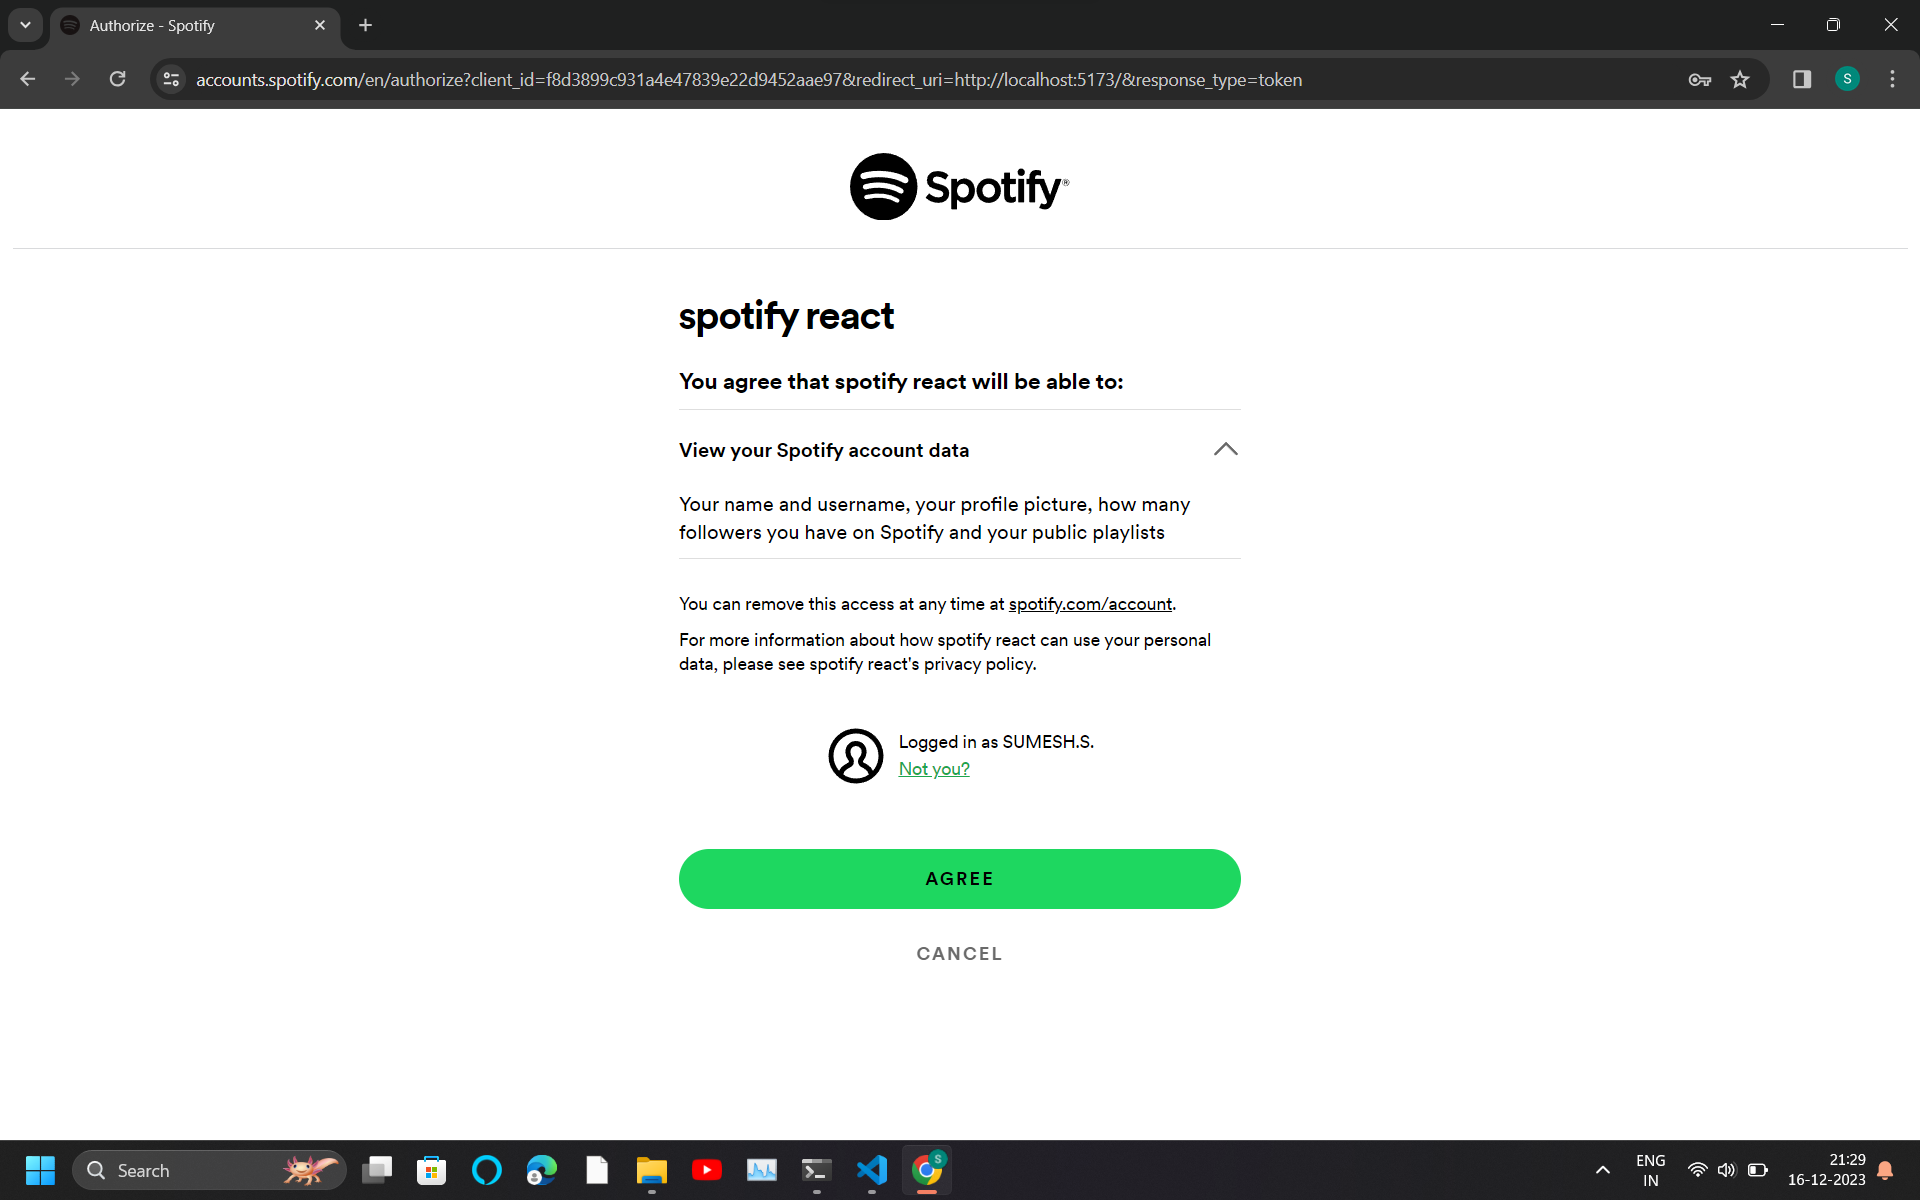 Authorize - Spotify
accounts.spotify.com/en/authorize?client_id=f8d3899c931a4e47839e22d9452aae97&redirect_uri=http://localhost:5173/&response_type=token
S
Spotify®
spotify react
You agree that spotify react will be able to:
View your Spotify account data
Your name and username, your profile picture, how many
followers you have on Spotify and your public playlists
You can remove this access at any time at spotify.com/account.
For more information about how spotify react can use your personal
data, please see spotify react's privacy policy.
Logged in as SUMESH.S.
Not you?
AGREE
CANCEL
Search
S
ENG
IN
21:29
16-12-2023